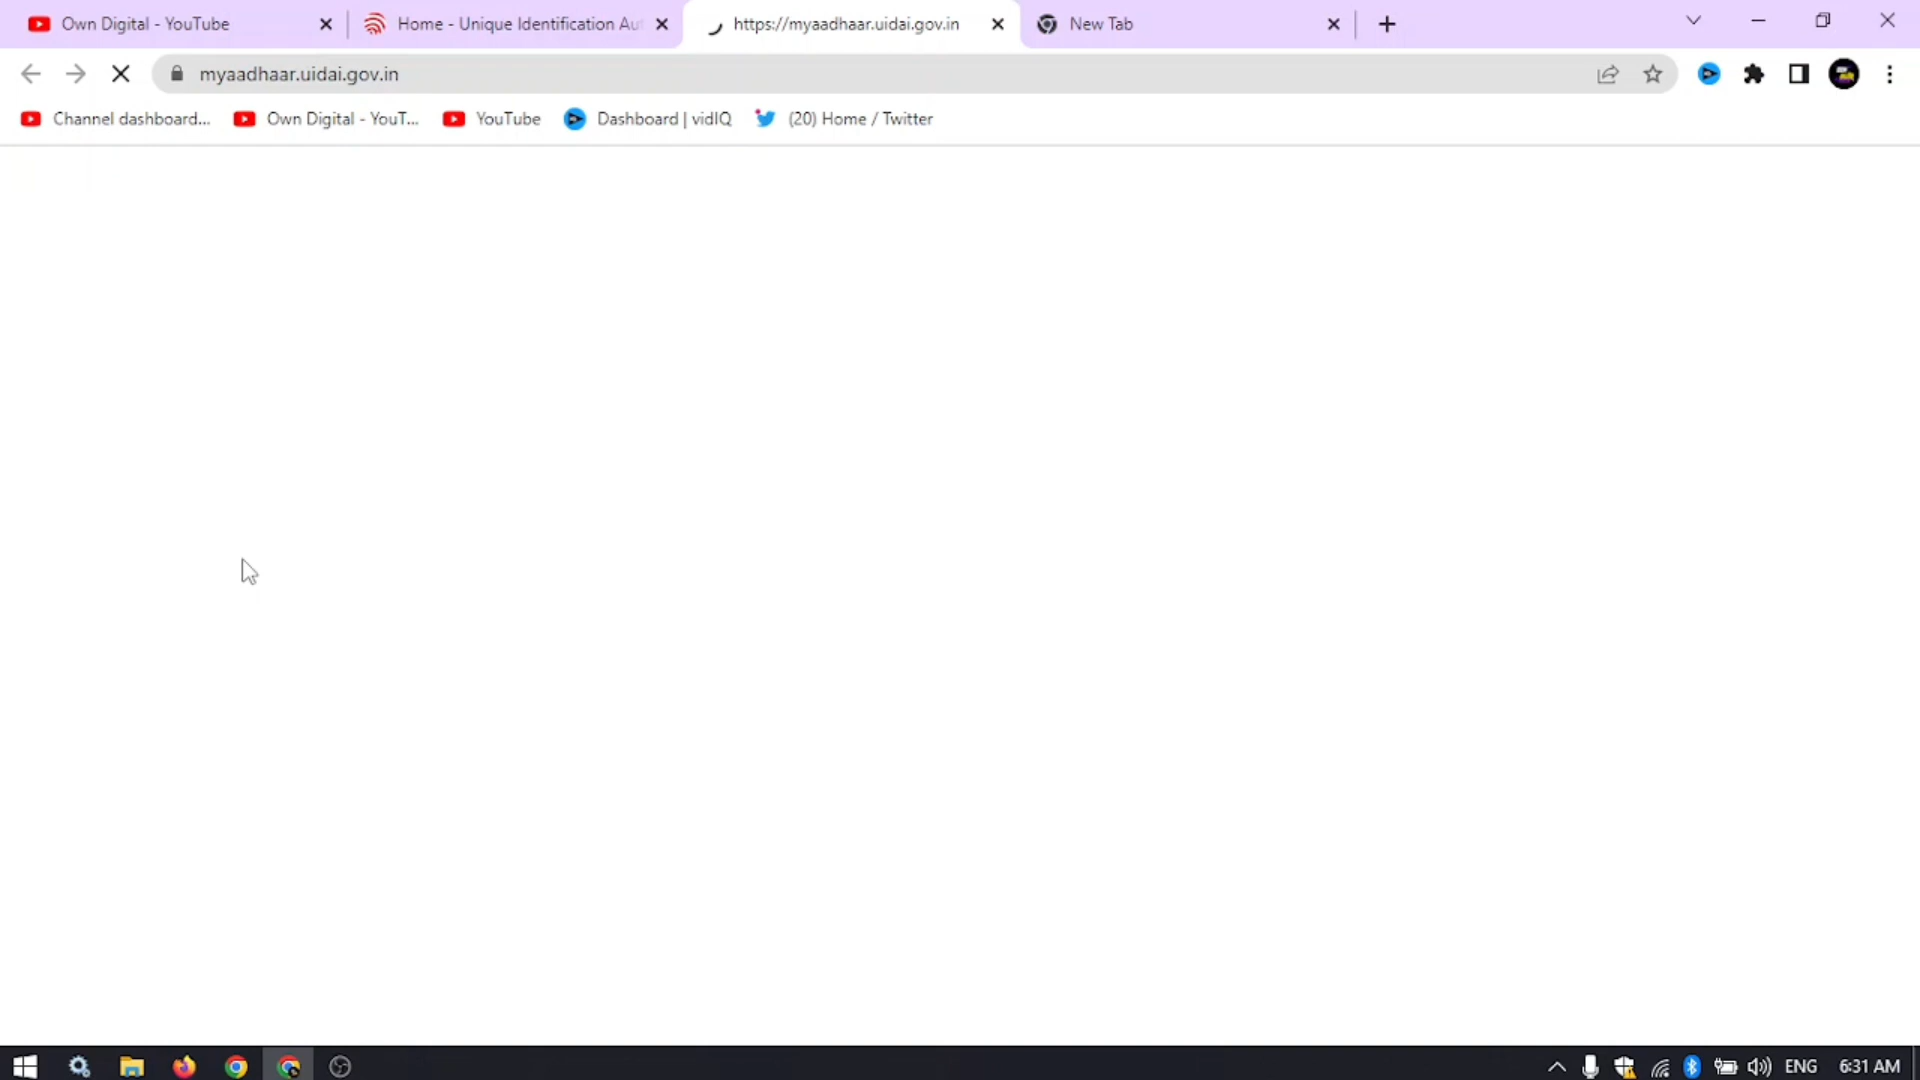 Own Digital - YouTube
Home - Unique Identification Au
https://myaadhaar.uidai.gov.in
New Tab
myaadhaar.uidai.gov.in
Channel dashboard...
Own Digital - YouT...
YouTube
Dashboard | vidIQ
(20) Home / Twitter
ENG
6:31 AM